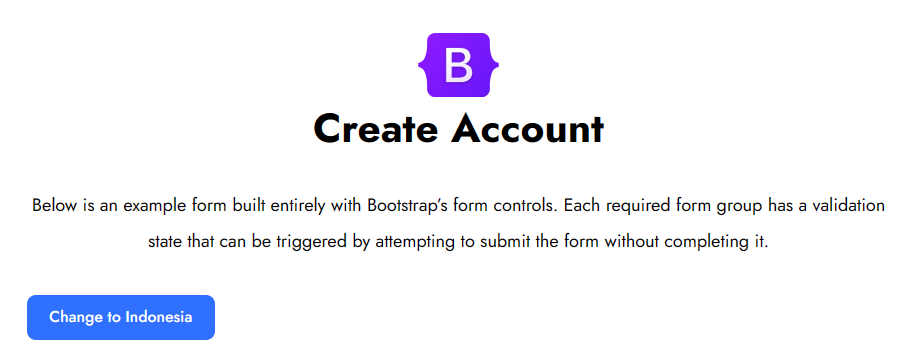 B
Create Account
Below is an example form built entirely with Bootstrap's form controls. Each required form group has a validation
state that can be triggered by attempting to submit the form without completing it.
Change to Indonesia